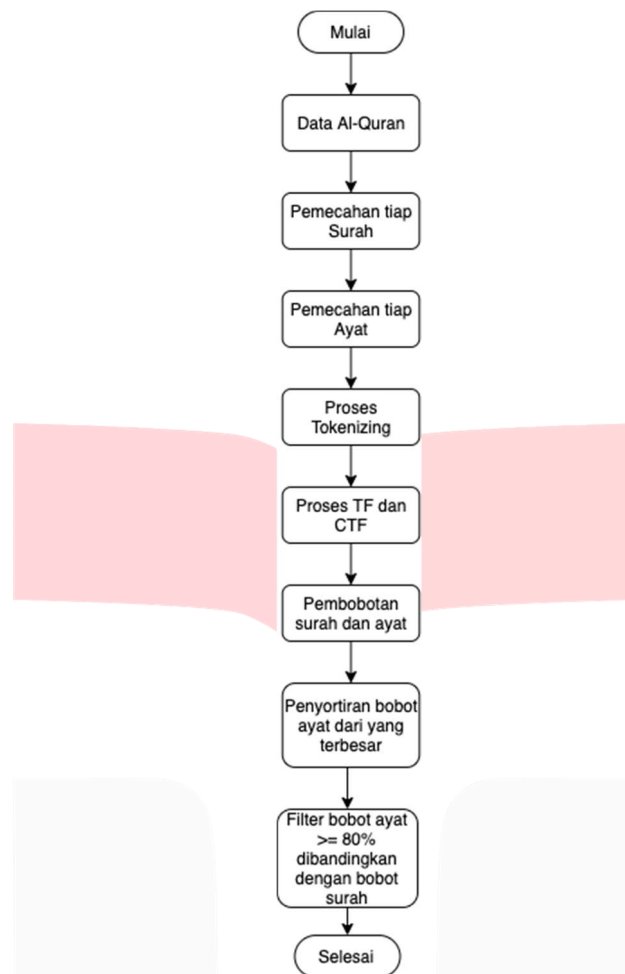 Mulai
Data Al-Quran
Pemecahan tiap
Surah
Pemecahan tiap
Ayat
Proses
Tokenizing
Proses TF dan
CTF
Pembobotan
surah dan ayat
Penyortiran bobot
ayat dari yang
terbesar
Filter bobot ayat
>= 80%
dibandingkan
dengan bobot
surah
Selesai